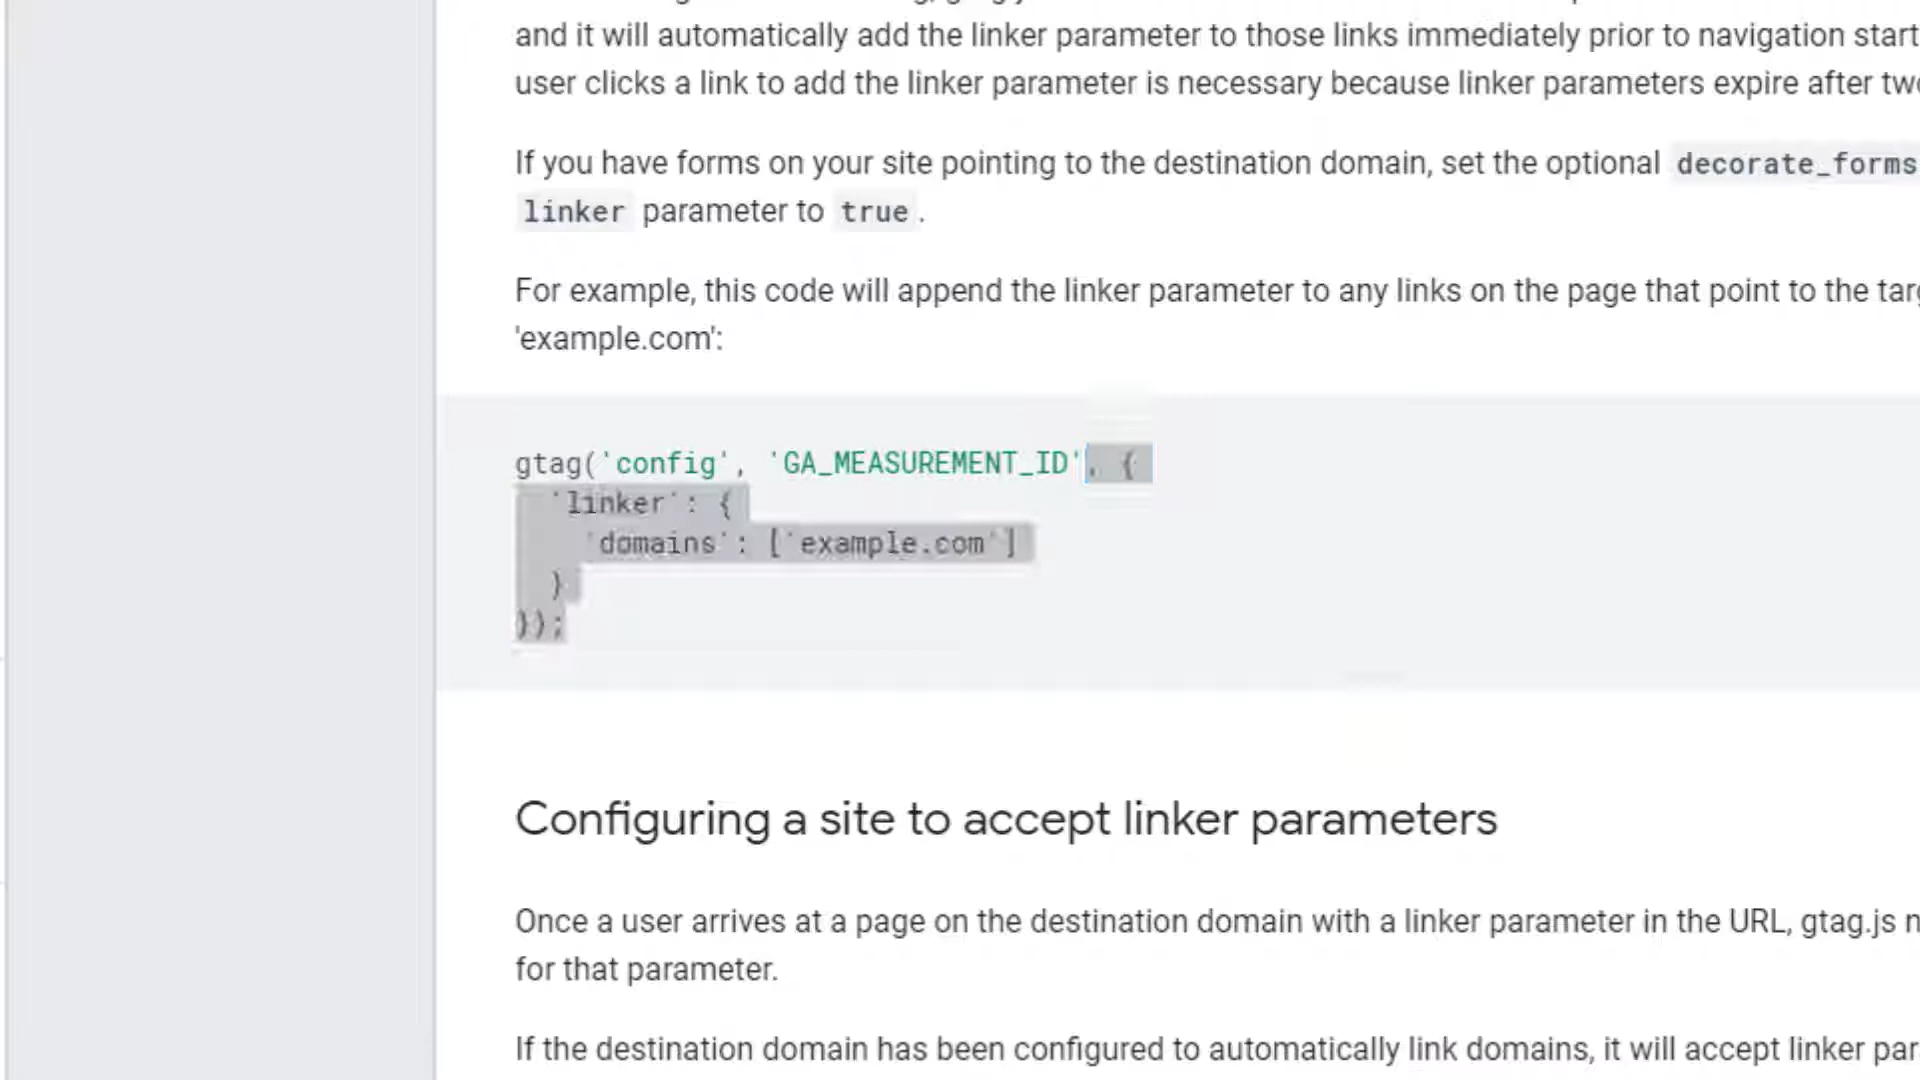 and it will automatically add the linker parameter to those links immediately prior to navigation start
user clicks a link to add the linker parameter is necessary because linker parameters expire after
If you have forms on your site pointing to the destination domain, set the optional decorate_forms
linker parameter to true .
For example, this code will append the linker parameter to any links on the page that point to the
'example.com':
gtag('config', 'GA_MEASUREMENT_ID', {
'linker': {
'domains': ['example.com']
}
});
Configuring a site to accept linker parameters
Once a user arrives at a page on the destination domain with a linker parameter in the URL, gtag.js
for that parameter.
If the destination domain has been configured to automatically link domains, it will accept linker